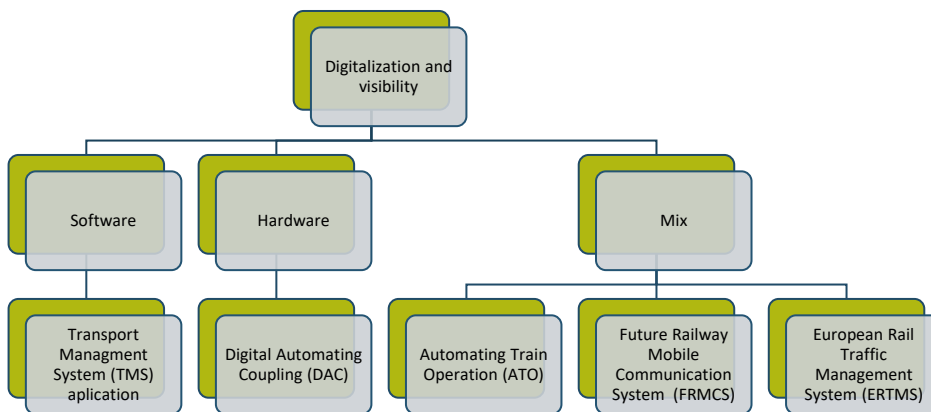 Digitalization and
visibility
Software
Hardware
Mix
Transport
Managment
System (TMS)
aplication
Digital Automating
Coupling (DAC)
Automating Train
Operation (ATO)
Future Railway
Mobile
Communication
System (FRMCS)
European Rail
Traffic
Management
System (ERTMS)